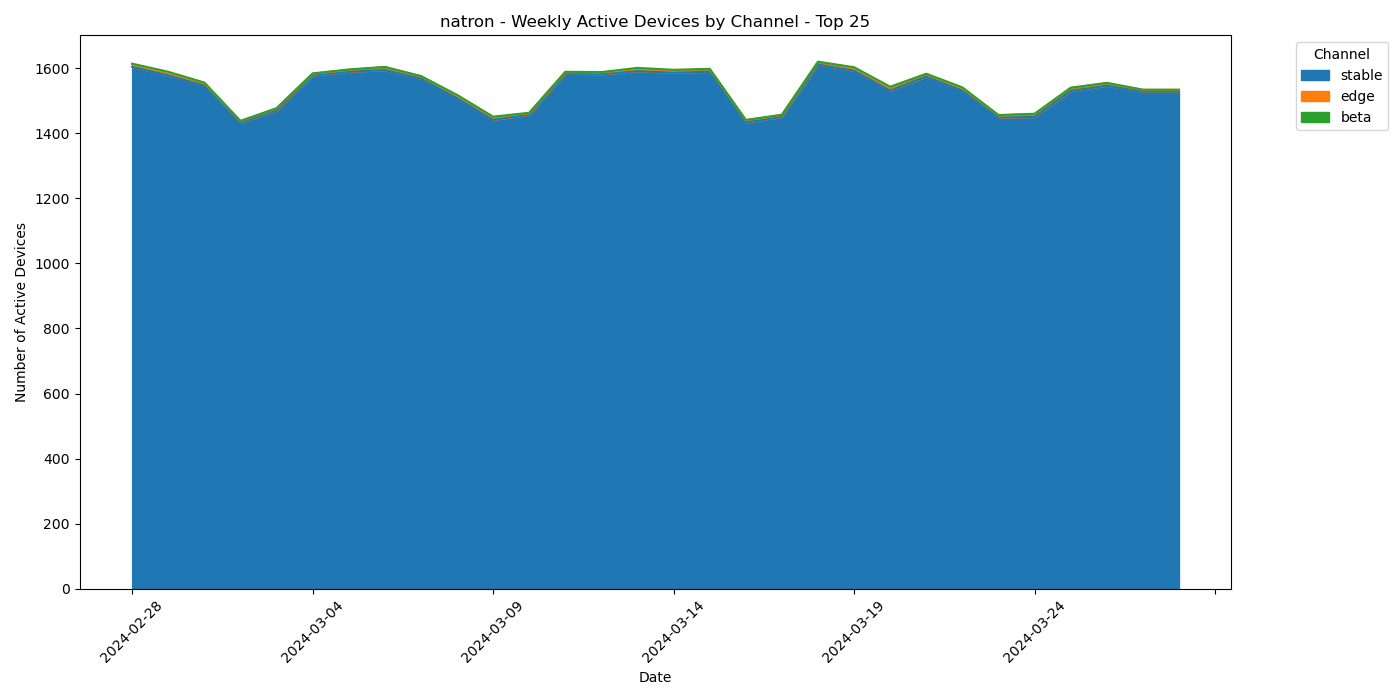 natron - Weekly Active Devices by Channel - Top 25
Channel
stable
edge
beta
Number of Active Devices
1600
1400
1200
1000
800
600
400
200
0
2024-02-28
2024-03-04
2024-03-09
2024-03-14
2024-03-19
2024-03-24
Date